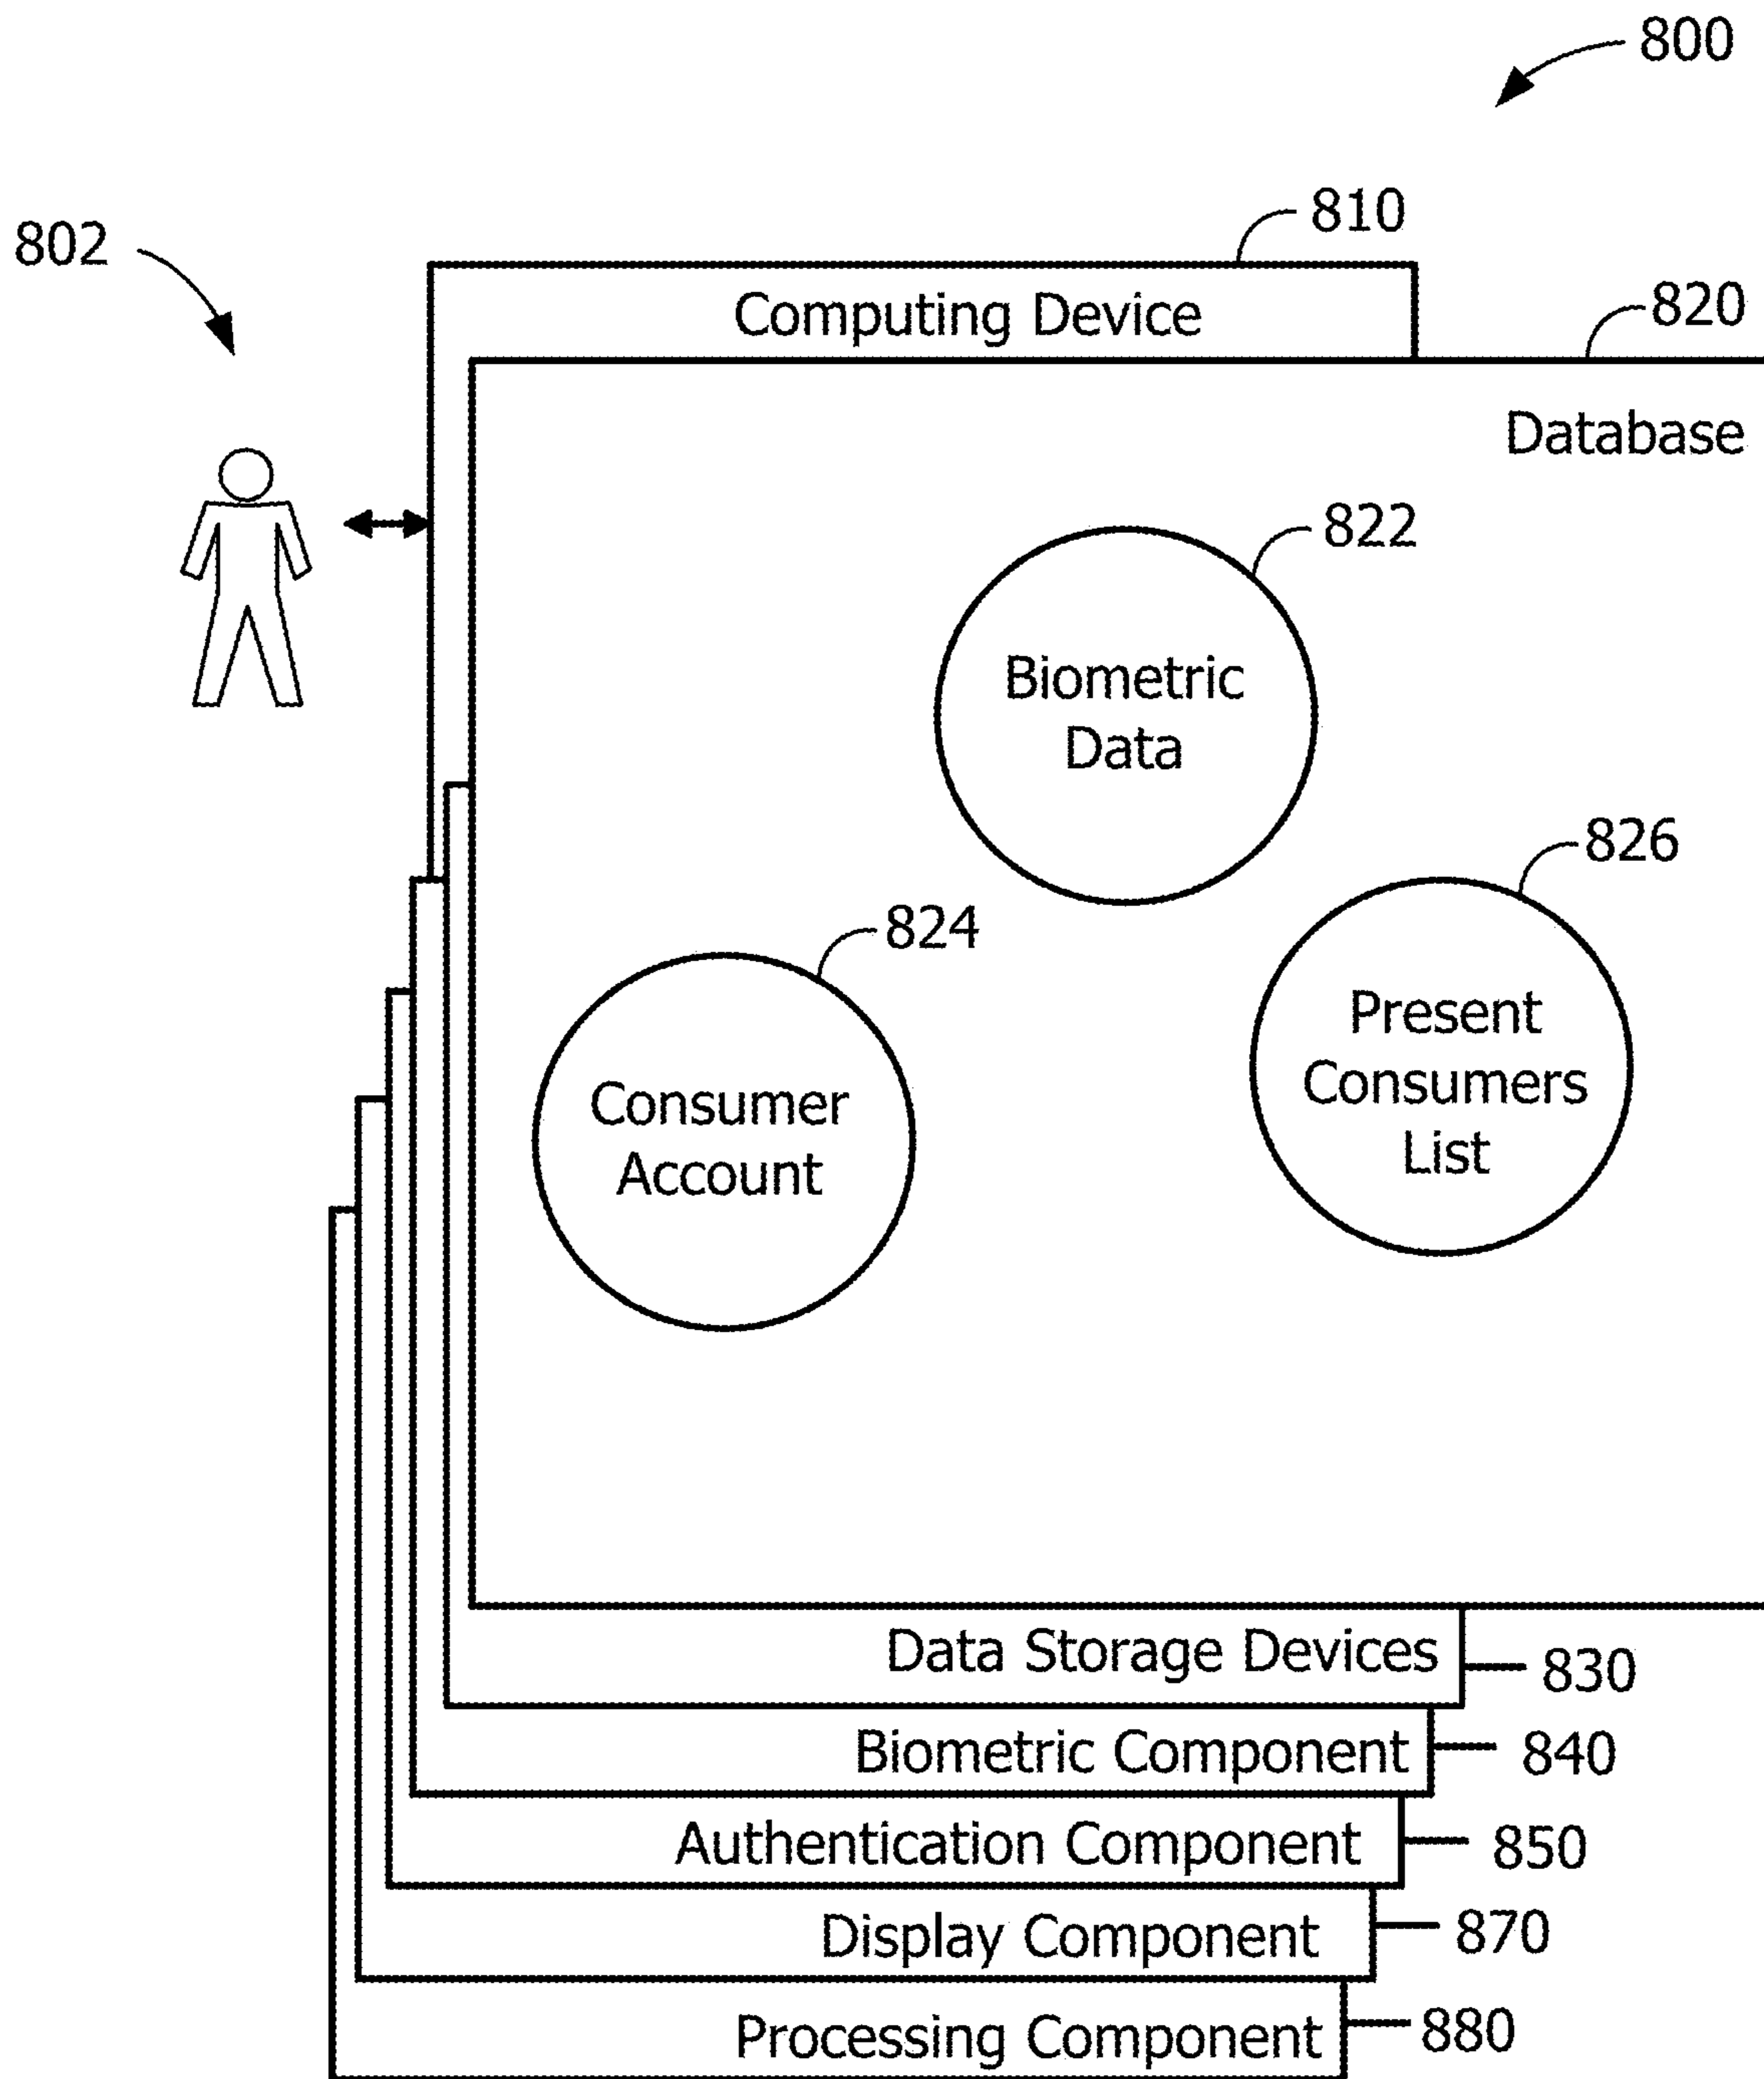 800
810
802
Computing Device
820
Database
822
Biometric
Data
826
824
Present
Consumers
List
Consumer
Account
Data Storage Devices
830
Biometric Component
840
Authentication Component
850
Display Component
870
Processing Component
880